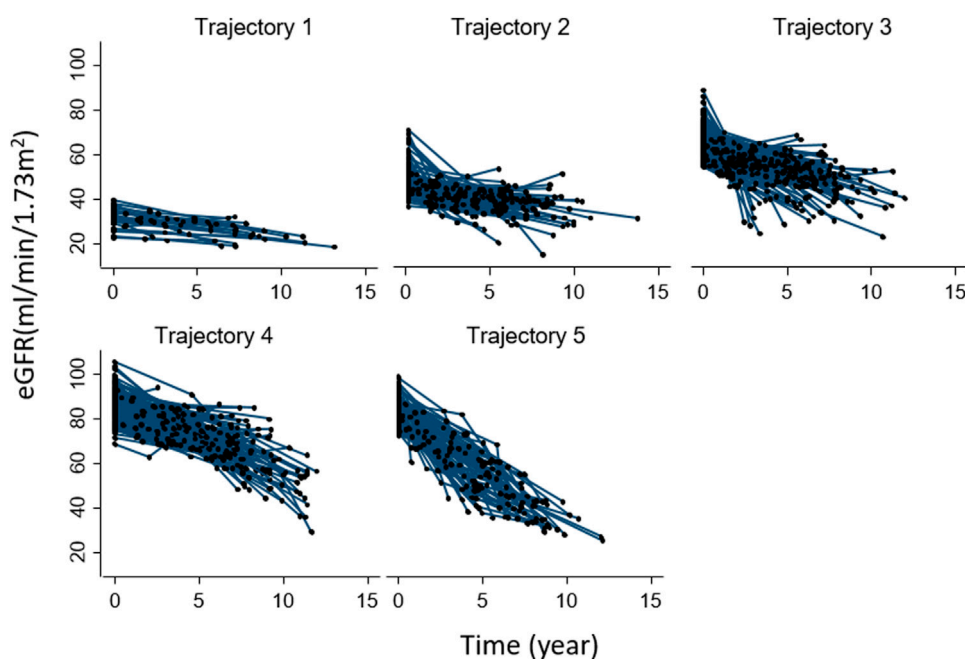 Trajectory 1
Trajectory 2
Trajectory 3
eGFR(ml/min/1.73m²)
100
80
60
40
20
0 5 10 15
0 5 10 15
0 5 10 15
Trajectory 4
Trajectory 5
100
80
60
40
20
0 5 10 15
0 5 10 15
Time (year)